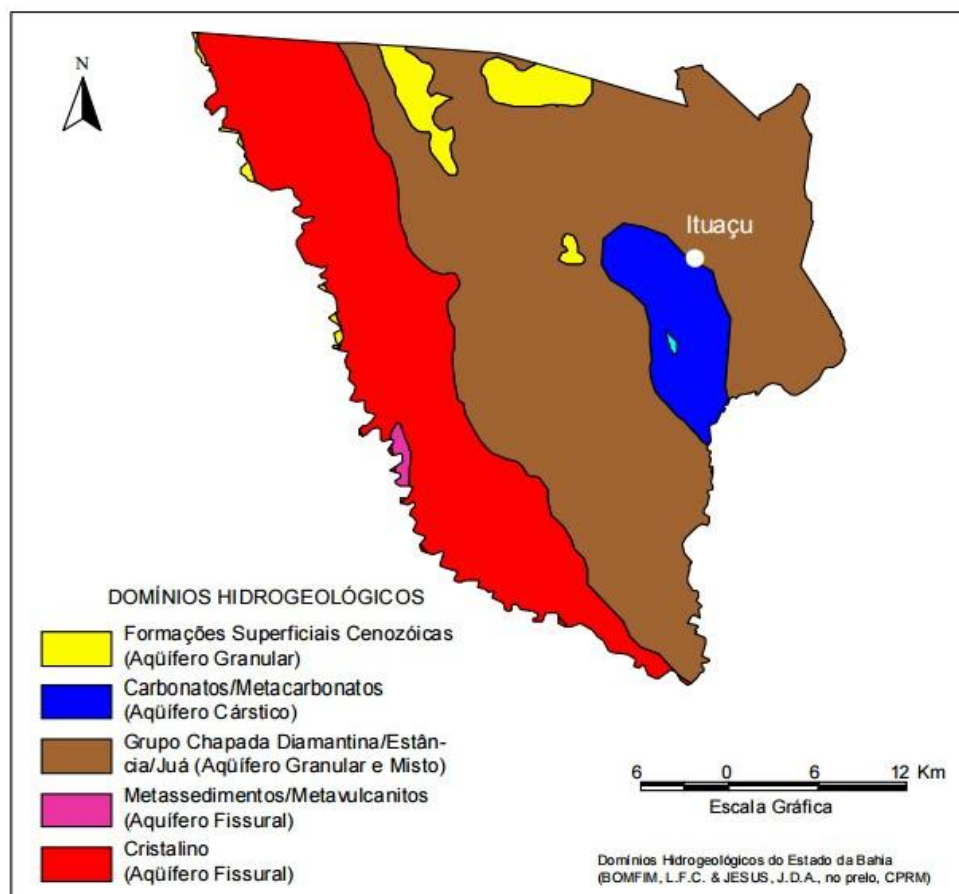 N
Ituaçu
DOMÍNIOS HIDROGEOLÓGICOS
Formações Superficiais Cenozóicas
(Aqüífero Granular)
Carbonatos/Metacarbonatos
(Aqüífero Cárstico)
Grupo Chapada Diamantina/Estân-
cia/Juá (Aqüífero Granular e Misto)
Metassedimentos/Metavulcanitos
(Aquífero Fissural)
Cristalino
(Aqüífero Fissural)
6 0 6 12 Km
Escala Gráfica
Domínios Hidrogeológicos do Estado da Bahia
(BOMFIM, L.F.C. & JESUS, J.D.A., no prelo, CPRM)